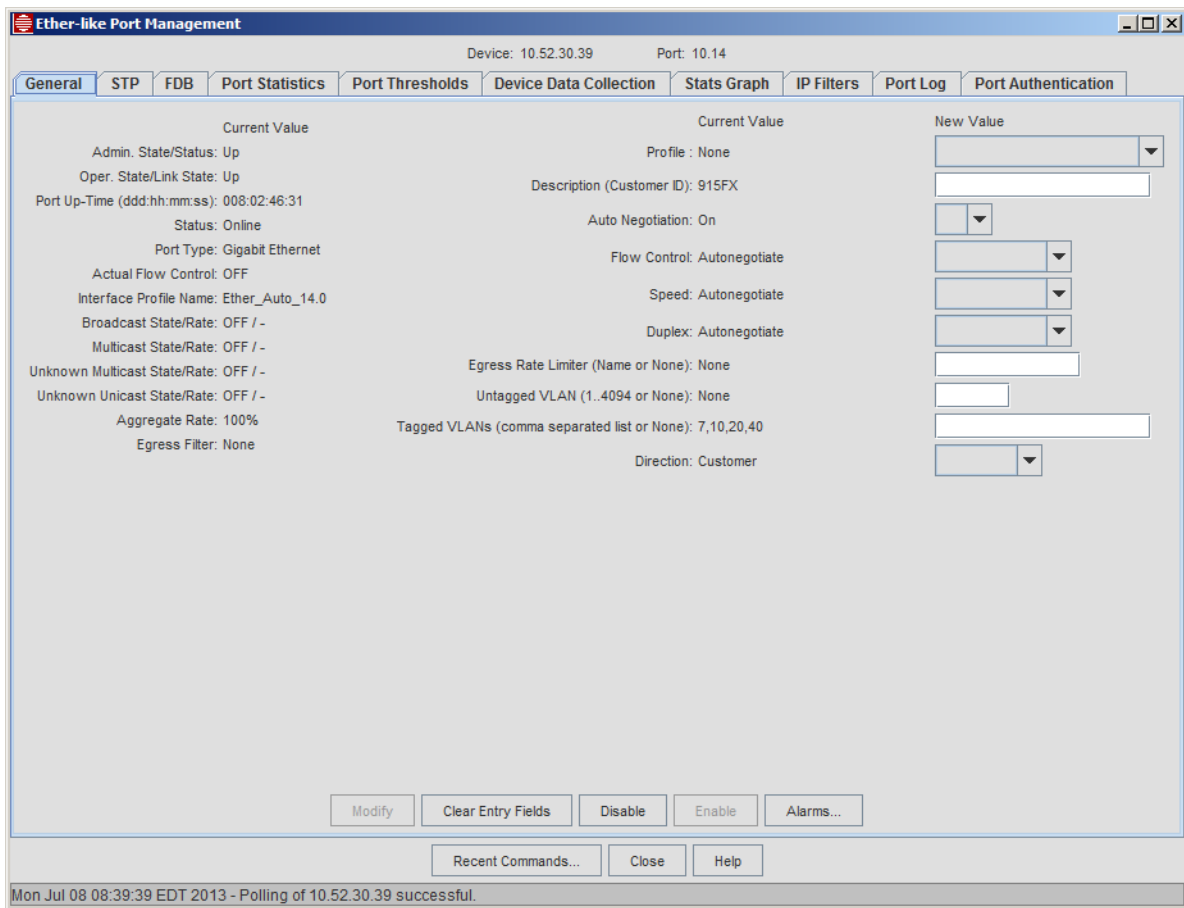 Ether-like Port Management
Device: 10.52.30.39 Port: 10.14
General STP FDB Port Statistics Port Thresholds Device Data Collection Stats Graph IP Filters Port Log Port Authentication
Current Value
Admin. State/Status: Up
Oper. State/Link State: Up
Port Up-Time (ddd:hh:mm:ss): 008:02:46:31
Status: Online
Port Type: Gigabit Ethernet
Actual Flow Control: OFF
Interface Profile Name: Ether_Auto_14.0
Broadcast State/Rate: OFF / -
Multicast State/Rate: OFF / -
Unknown Multicast State/Rate: OFF / -
Unknown Unicast State/Rate: OFF / -
Aggregate Rate: 100%
Egress Filter: None
Current Value New Value
Profile : None
Description (Customer ID): 915FX
Auto Negotiation: On
Flow Control: Autonegotiate
Speed: Autonegotiate
Duplex: Autonegotiate
Egress Rate Limiter (Name or None): None
Untagged VLAN (1..4094 or None): None
Tagged VLANs (comma separated list or None): 7,10,20,40
Direction: Customer
Modify Clear Entry Fields Disable Enable Alarms...
Recent Commands... Close Help
Mon Jul 08 08:39:39 EDT 2013 - Polling of 10.52.30.39 successful.